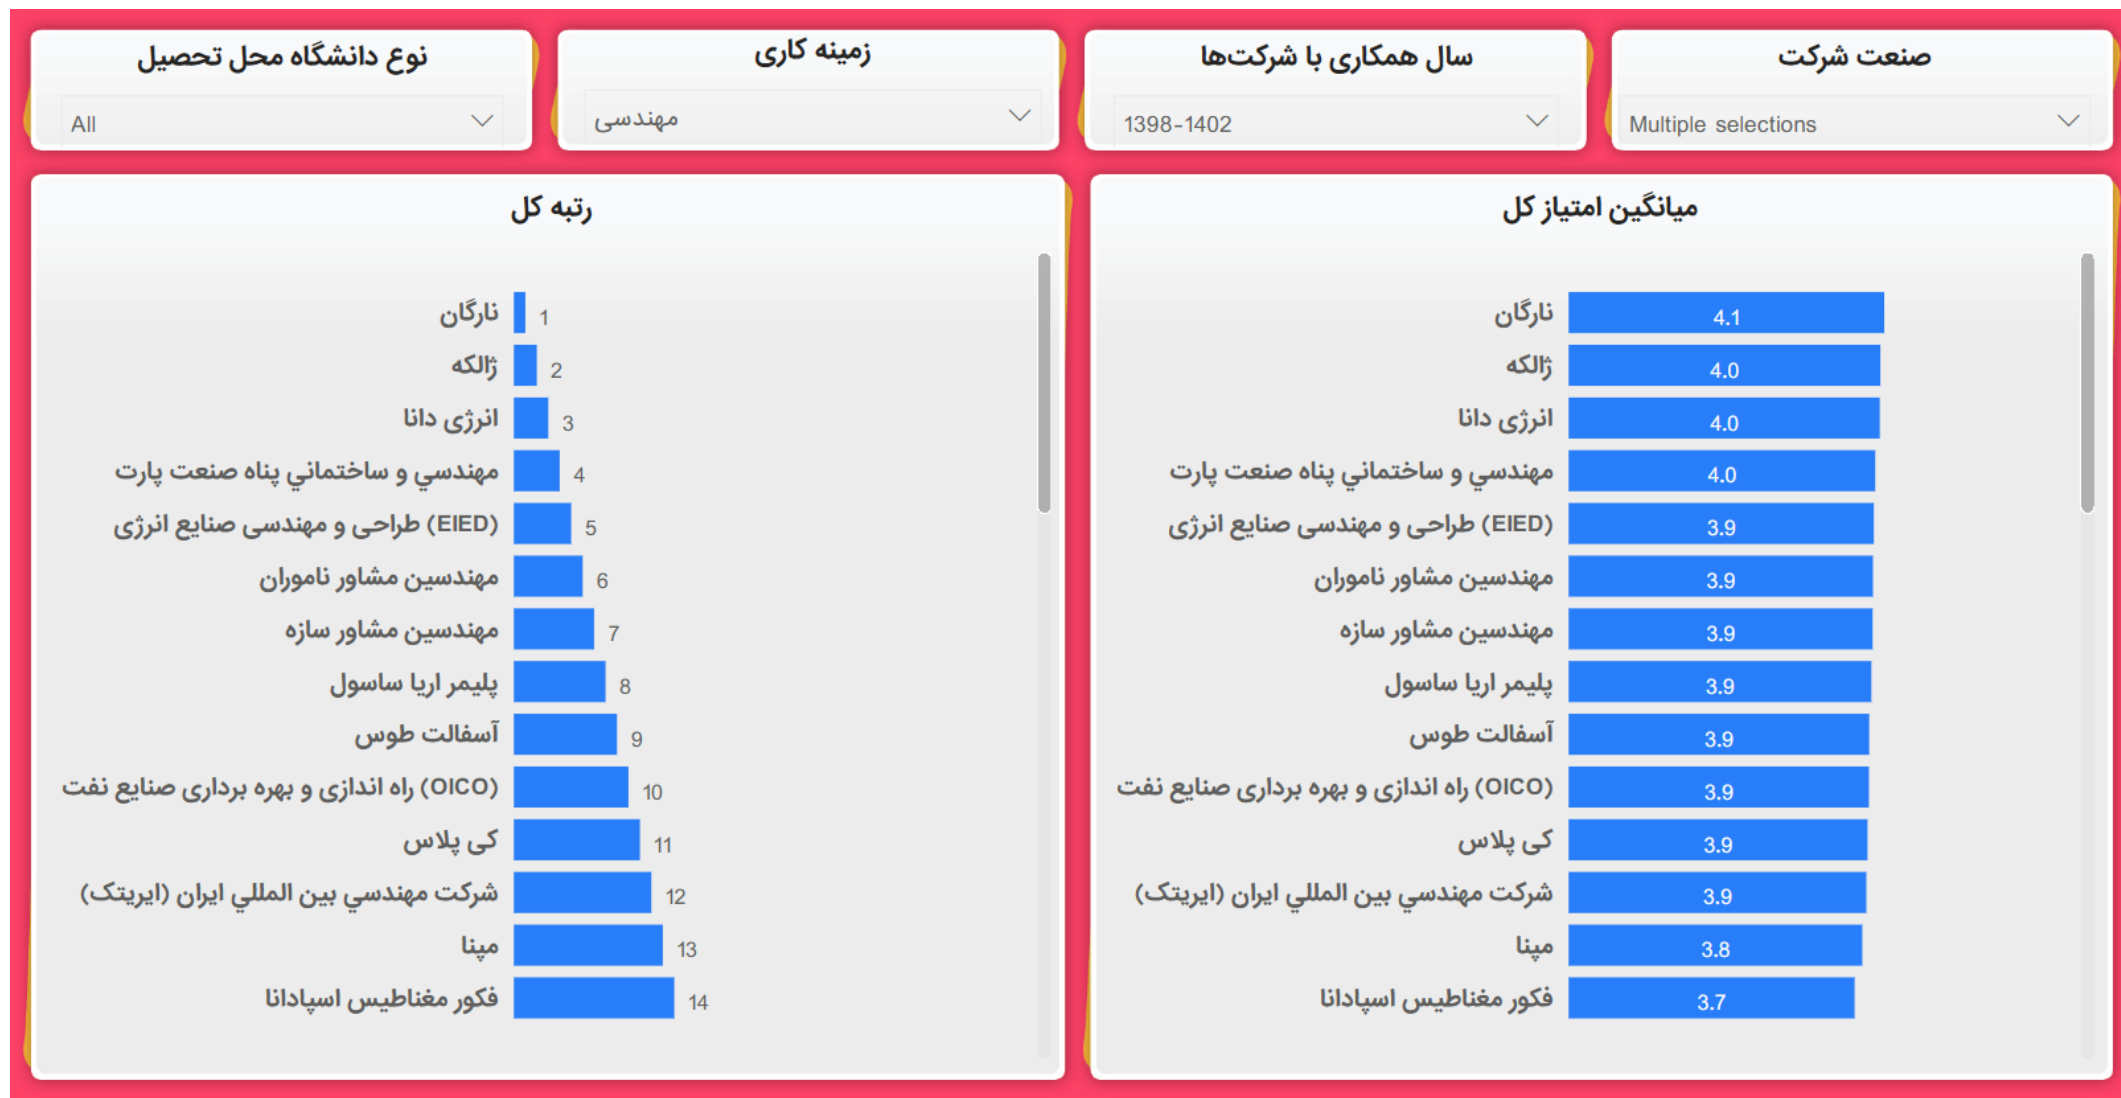 صنعت شرکت
Multiple selections
سال همکاری با شرکت‌ها
1398-1402
زمینه کاری
مهندسی
نوع دانشگاه محل تحصیل
All
میانگین امتیاز کل
نارگان 4.1
ژالکه 4.0
انرژی دانا 4.0
مهندسي و ساختماني پناه صنعت پارت 4.0
(EIED) طراحی و مهندسی صنایع انرژی 3.9
مهندسین مشاور ناموران 3.9
مهندسین مشاور سازه 3.9
پلیمر اریا ساسول 3.9
آسفالت طوس 3.9
(OICO) راه اندازی و بهره برداری صنایع نفت 3.9
کی پلاس 3.9
شرکت مهندسي بین المللي ایران (ایریتک) 3.9
مپنا 3.8
فکور مغناطیس اسپادانا 3.7
رتبه کل
نارگان 1
ژالکه 2
انرژی دانا 3
مهندسي و ساختماني پناه صنعت پارت 4
(EIED) طراحی و مهندسی صنایع انرژی 5
مهندسین مشاور ناموران 6
مهندسین مشاور سازه 7
پلیمر اریا ساسول 8
آسفالت طوس 9
(OICO) راه اندازی و بهره برداری صنایع نفت 10
کی پلاس 11
شرکت مهندسي بین المللي ایران (ایریتک) 12
مپنا 13
فکور مغناطیس اسپادانا 14